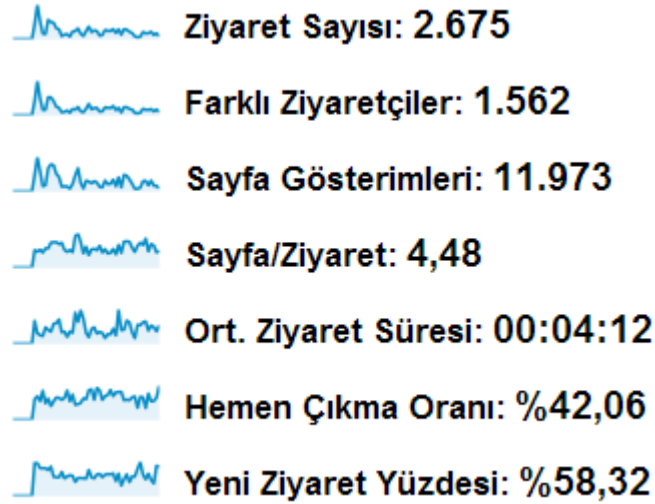 Ziyaret Sayısı: 2.675
Farklı Ziyaretçiler: 1.562
Sayfa Gösterimleri: 11.973
Sayfa/Ziyaret: 4,48
Ort. Ziyaret Süresi: 00:04:12
Hemen Çıkma Oranı: %42,06
Yeni Ziyaret Yüzdesi: %58,32